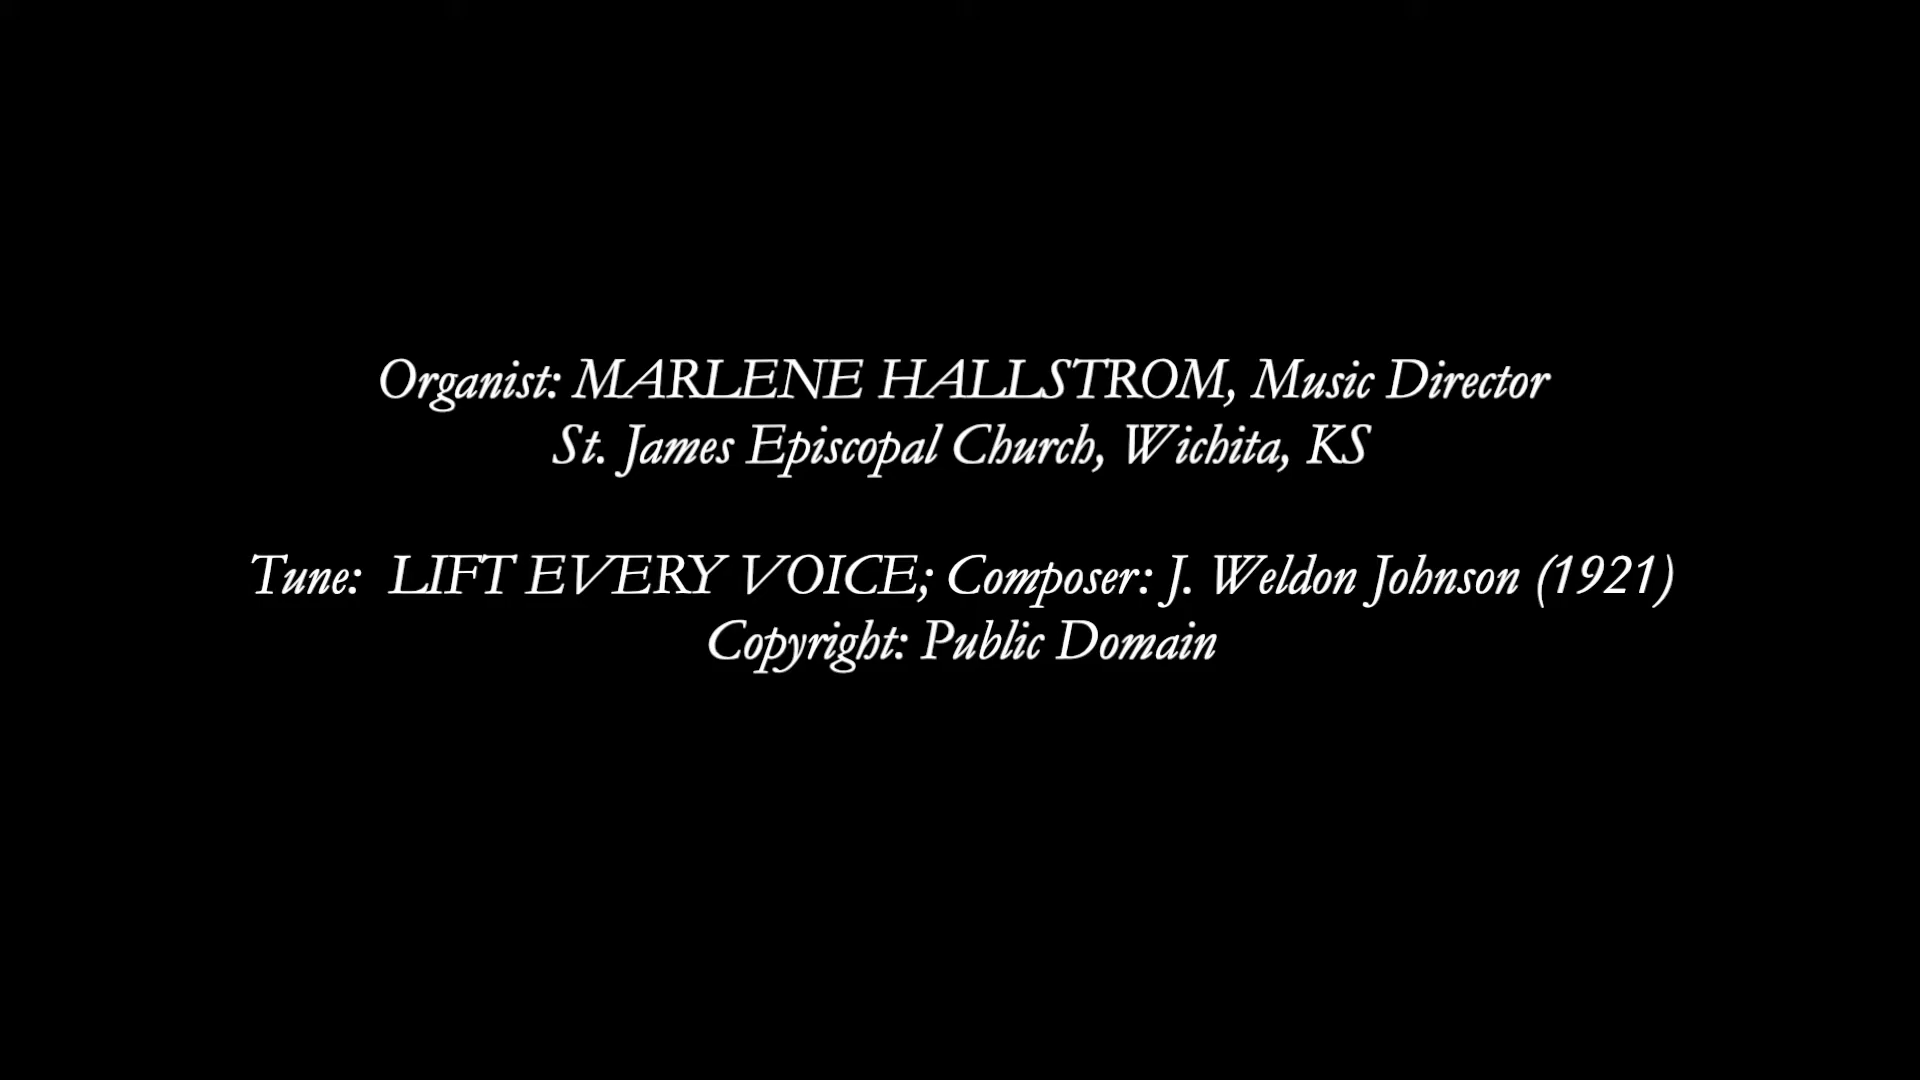 Organist: MARLENE HALLSTROM, Music Director
St. James Episcopal Church, Wichita, KS
Tune:  LIFT EVERY VOICE; Composer: J. Weldon Johnson (1921)
Copyright: Public Domain